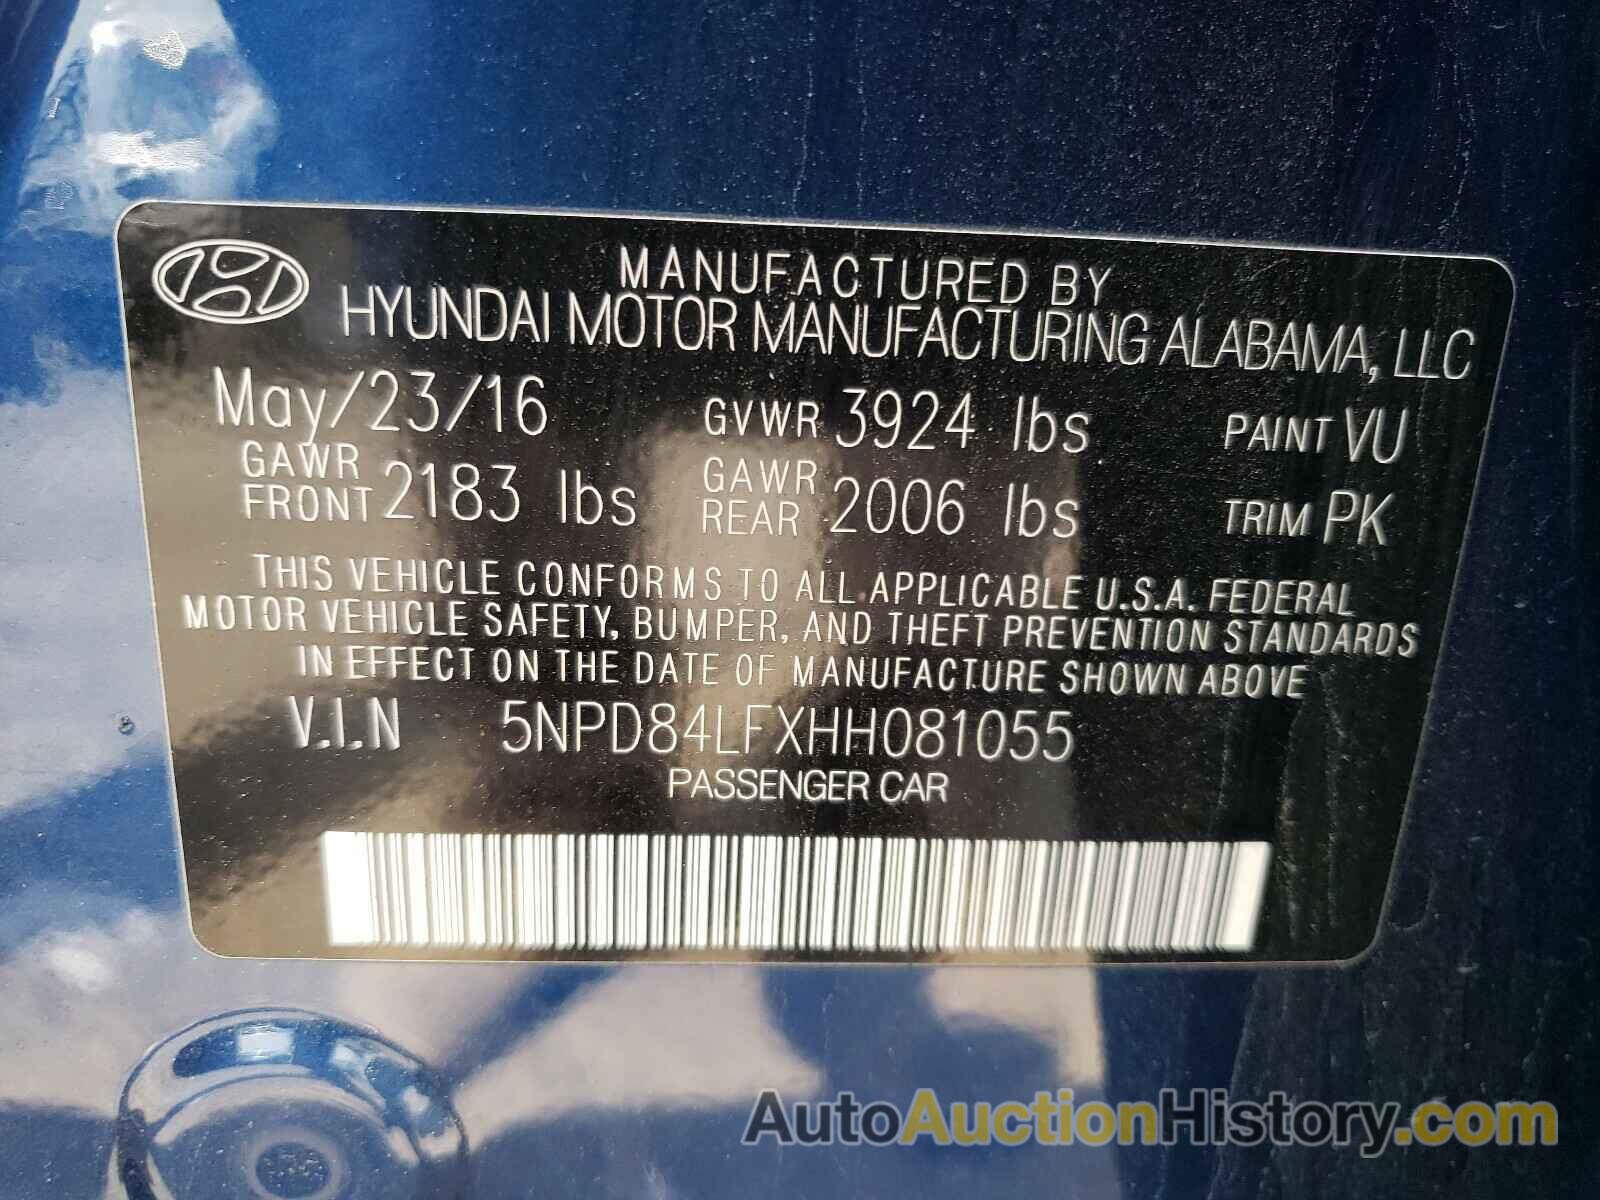 MANUFACTURED BY
HYUNDAI MOTOR MANUFACTURING ALABAMA, LLC
May/23/16 GVWR 3924 lbs PAINT VU
GAWR FRONT 2183 lbs GAWR REAR 2006 lbs TRIM PK
THIS VEHICLE CONFORMS TO ALL APPLICABLE U.S.A. FEDERAL
MOTOR VEHICLE SAFETY, BUMPER, AND THEFT PREVENTION STANDARDS
IN EFFECT ON THE DATE OF MANUFACTURE SHOWN ABOVE
V.I.N 5NPD84LFXHH081055
PASSENGER CAR
AutoAuctionHistory.com